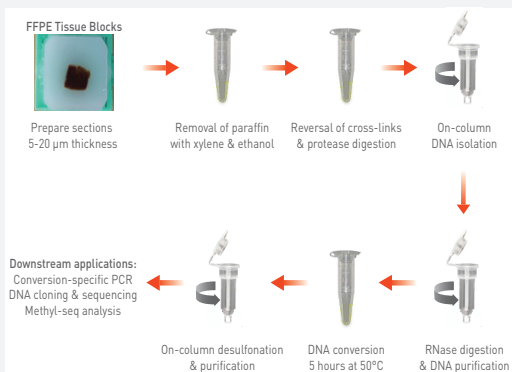 FFPE Tissue Blocks
Prepare sections
5-20 µm thickness
Removal of paraffin
with xylene & ethanol
Reversal of cross-links
& protease digestion
On-column
DNA isolation
RNase digestion
& DNA purification
DNA conversion
5 hours at 50°C
On-column desulfonation
& purification
Downstream applications:
Conversion-specific PCR
DNA cloning & sequencing
Methyl-seq analysis